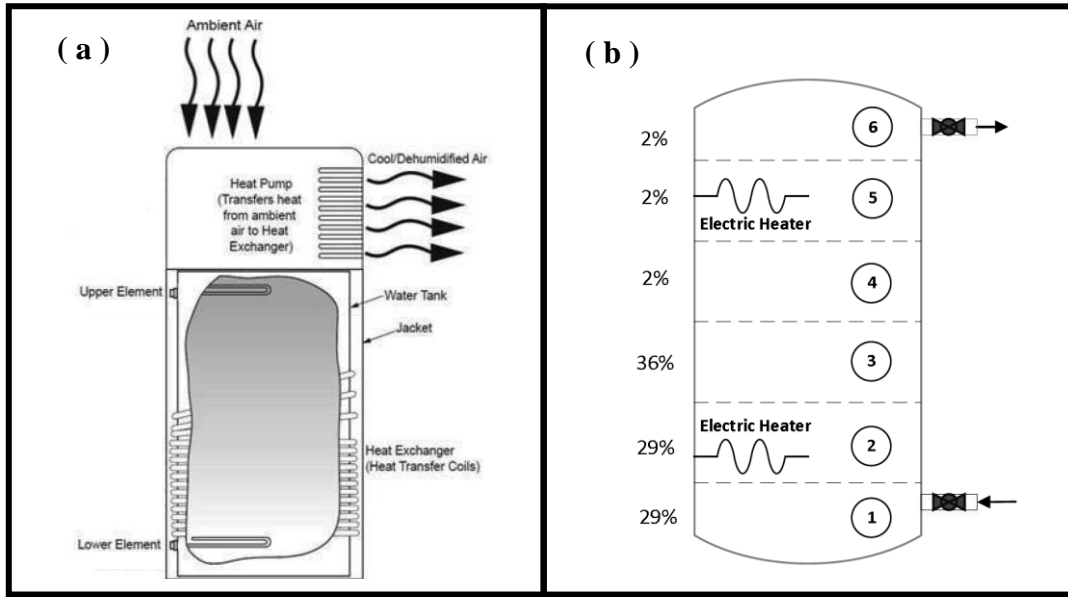 ( a )
Ambient Air
Cool/Dehumidified Air
Heat Pump
(Transfers heat
from ambient
air to Heat
Exchanger)
Upper Element
Water Tank
Jacket
Heat Exchanger
(Heat Transfer Coils)
Lower Element
( b )
2%
6
2%
Electric Heater
5
2%
4
36%
3
Electric Heater
29%
2
29%
1